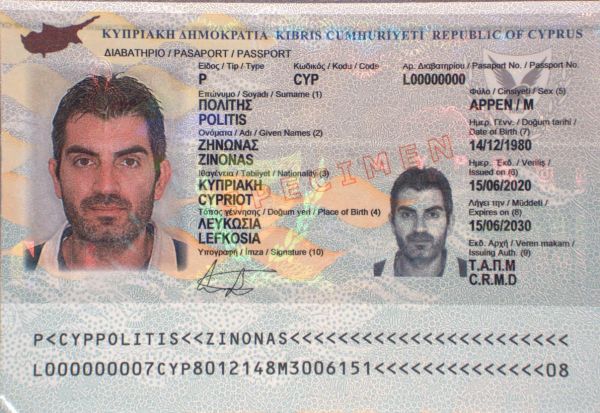 ΚΥΠΡΙΑΚΗ ΔΗΜΟΚΡΑΤΙΑ KIBRIS CUMHURİYETİ REPUBLIC OF CYPRUS
ΔΙΑΒΑΤΗΡΙΟ / PASAPORT / PASSPORT
Είδος / Tip / Type Κωδικός / Kodu / Code Αρ. Διαβατηρίου / Pasaport No. / Passport No.
P CYP L00000000
Επώνυμο / Soyadı / Surname (1)
ΠΟΛΙΤΗΣ
POLITIS
Ονόματα / Adı / Given Names (2)
ΖΗΝΩΝΑΣ
ZINONAS
Ιθαγένεια / Tabiiyet / Nationality (3)
ΚΥΠΡΙΑΚΗ
CYPRIOT
Τόπος γέννησης / Doğum yeri / Place of Birth (4)
ΛΕΥΚΩΣΙΑ
LEFKOSIA
Υπογραφή / İmza / Signature (10)
Φύλο / Cinsiyeti / Sex (5)
ΑΡΡΕΝ / M
Ημερ. Γένν. / Doğum tarihi /
Date of Birth (7)
14/12/1980
Ημερ. Έκδ. / Veriliş /
Issued on (6)
15/06/2020
Λήγει την / Müddeti /
Expires on (8)
15/06/2030
Εκδ. Αρχή / Veren makam /
Issuing Auth. (9)
Τ.Α.Π.Μ
C.R.M.D
SPECIMEN
P<CYPPOLITIS<<ZINONAS<<<<<<<<<<<<<<<<<<<<<<<
L000000007CYP8012148M3006151<<<<<<<<<<<<<<08